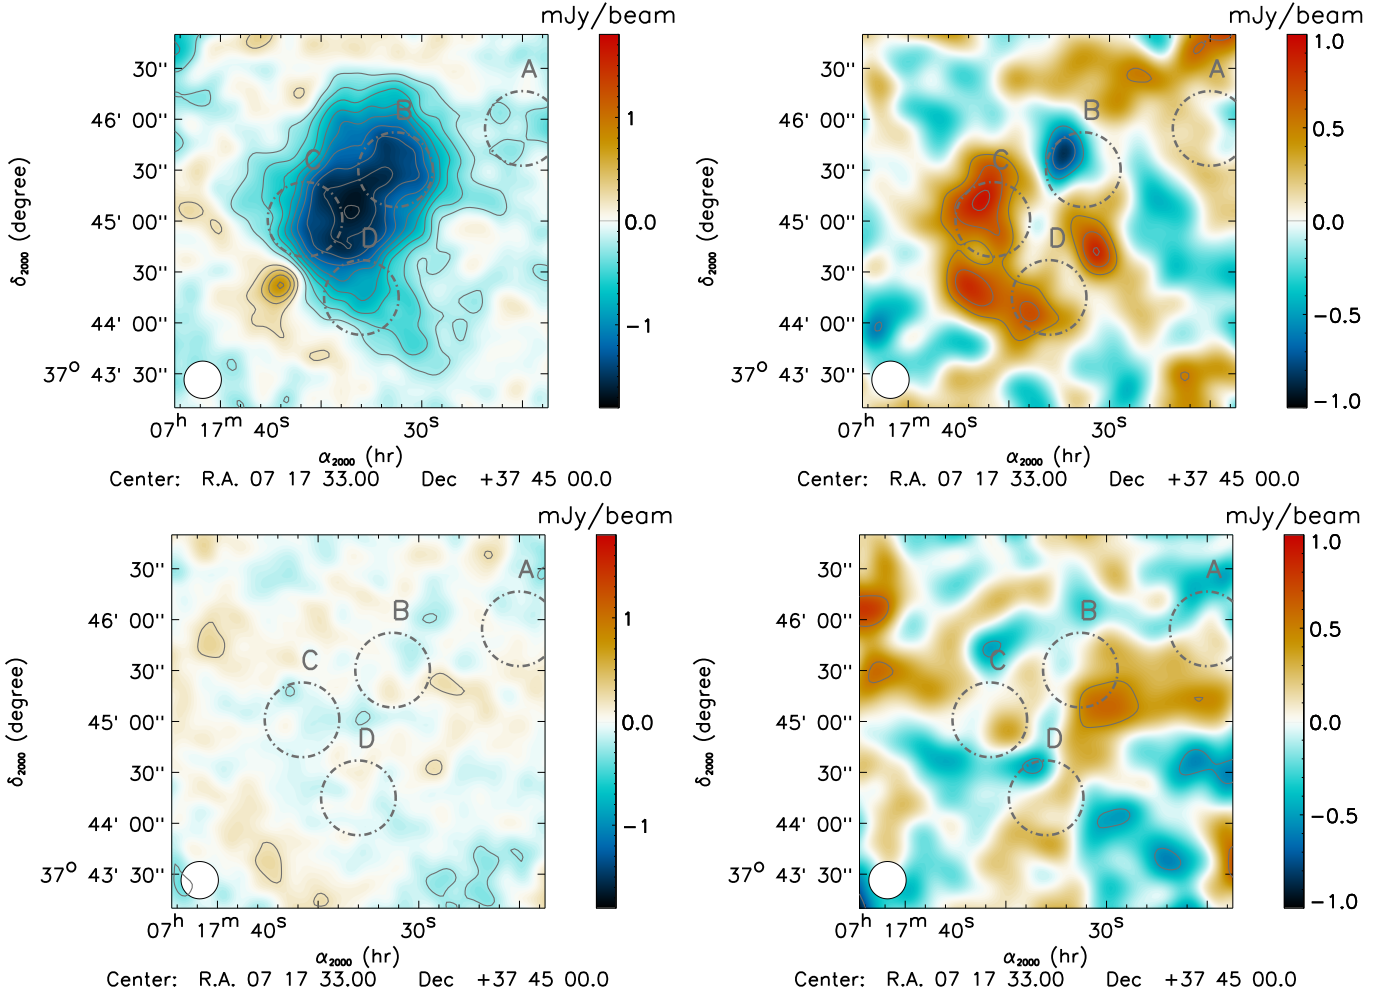 mJy/beam
30''
46' 00''
30''
45' 00''
30''
44' 00''
37° 43' 30''
δ2000 (degree)
A
B
C
D
1
0.0
−1
07h 17m 40s
30s
α2000 (hr)
Center: R.A. 07 17 33.00 Dec +37 45 00.0
mJy/beam
30''
46' 00''
30''
45' 00''
30''
44' 00''
37° 43' 30''
δ2000 (degree)
A
B
C
D
1.0
0.5
0.0
−0.5
−1.0
07h 17m 40s
30s
α2000 (hr)
Center: R.A. 07 17 33.00 Dec +37 45 00.0
mJy/beam
30''
46' 00''
30''
45' 00''
30''
44' 00''
37° 43' 30''
δ2000 (degree)
A
B
C
D
1
0.0
−1
07h 17m 40s
30s
α2000 (hr)
Center: R.A. 07 17 33.00 Dec +37 45 00.0
mJy/beam
30''
46' 00''
30''
45' 00''
30''
44' 00''
37° 43' 30''
δ2000 (degree)
A
B
C
D
1.0
0.5
0.0
−0.5
−1.0
07h 17m 40s
30s
α2000 (hr)
Center: R.A. 07 17 33.00 Dec +37 45 00.0